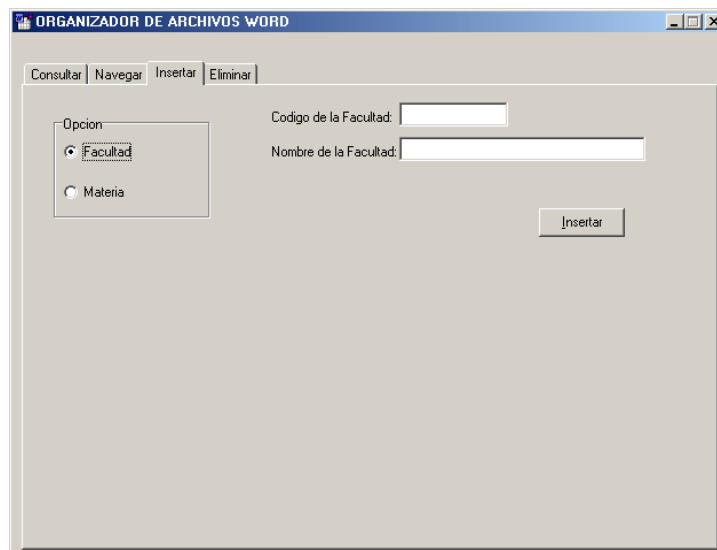 ORGANIZADOR DE ARCHIVOS WORD
Consultar Navegar Insertar Eliminar
Opcion
Facultad
Materia
Codigo de la Facultad:
Nombre de la Facultad:
Insertar